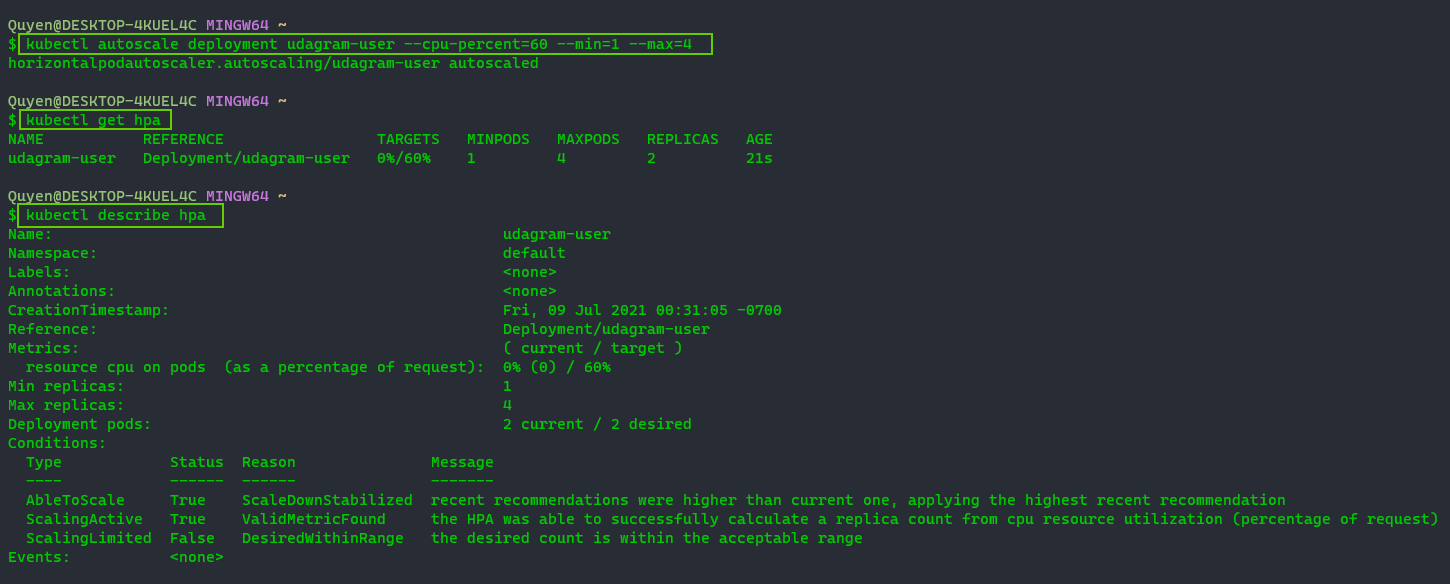 Quyen@DESKTOP-4KUEL4C MINGW64 ~
$ kubectl autoscale deployment udagram-user --cpu-percent=60 --min=1 --max=4
horizontalpodautoscaler.autoscaling/udagram-user autoscaled
Quyen@DESKTOP-4KUEL4C MINGW64 ~
$ kubectl get hpa
NAME REFERENCE TARGETS MINPODS MAXPODS REPLICAS AGE
udagram-user Deployment/udagram-user 0%/60% 1 4 2 21s
Quyen@DESKTOP-4KUEL4C MINGW64 ~
$ kubectl describe hpa
Name: udagram-user
Namespace: default
Labels: <none>
Annotations: <none>
CreationTimestamp: Fri, 09 Jul 2021 00:31:05 -0700
Reference: Deployment/udagram-user
Metrics: ( current / target )
resource cpu on pods (as a percentage of request): 0% (0) / 60%
Min replicas: 1
Max replicas: 4
Deployment pods: 2 current / 2 desired
Conditions:
Type Status Reason Message
---- ------ ------ -------
AbleToScale True ScaleDownStabilized recent recommendations were higher than current one, applying the highest recent recommendation
ScalingActive True ValidMetricFound the HPA was able to successfully calculate a replica count from cpu resource utilization (percentage of request)
ScalingLimited False DesiredWithinRange the desired count is within the acceptable range
Events: <none>